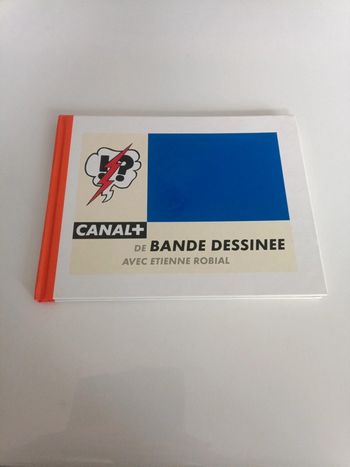 !?
CANAL+
DE BANDE DESSINEE
AVEC ETIENNE ROBIAL